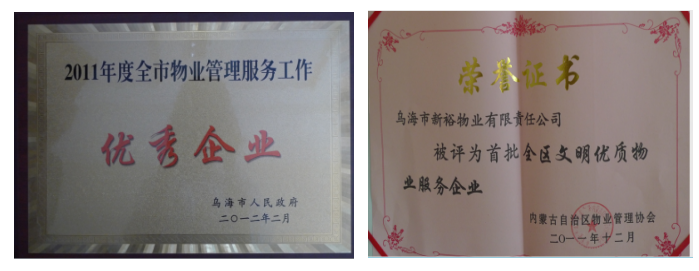 2011年度全市物业管理服务工作
优秀企业
乌海市人民政府
二〇一二年二月
荣誉证书
乌海市新裕物业有限责任公司
被评为首批全区文明优质物
业服务企业
内蒙古自治区物业管理协会
二〇一一年十二月